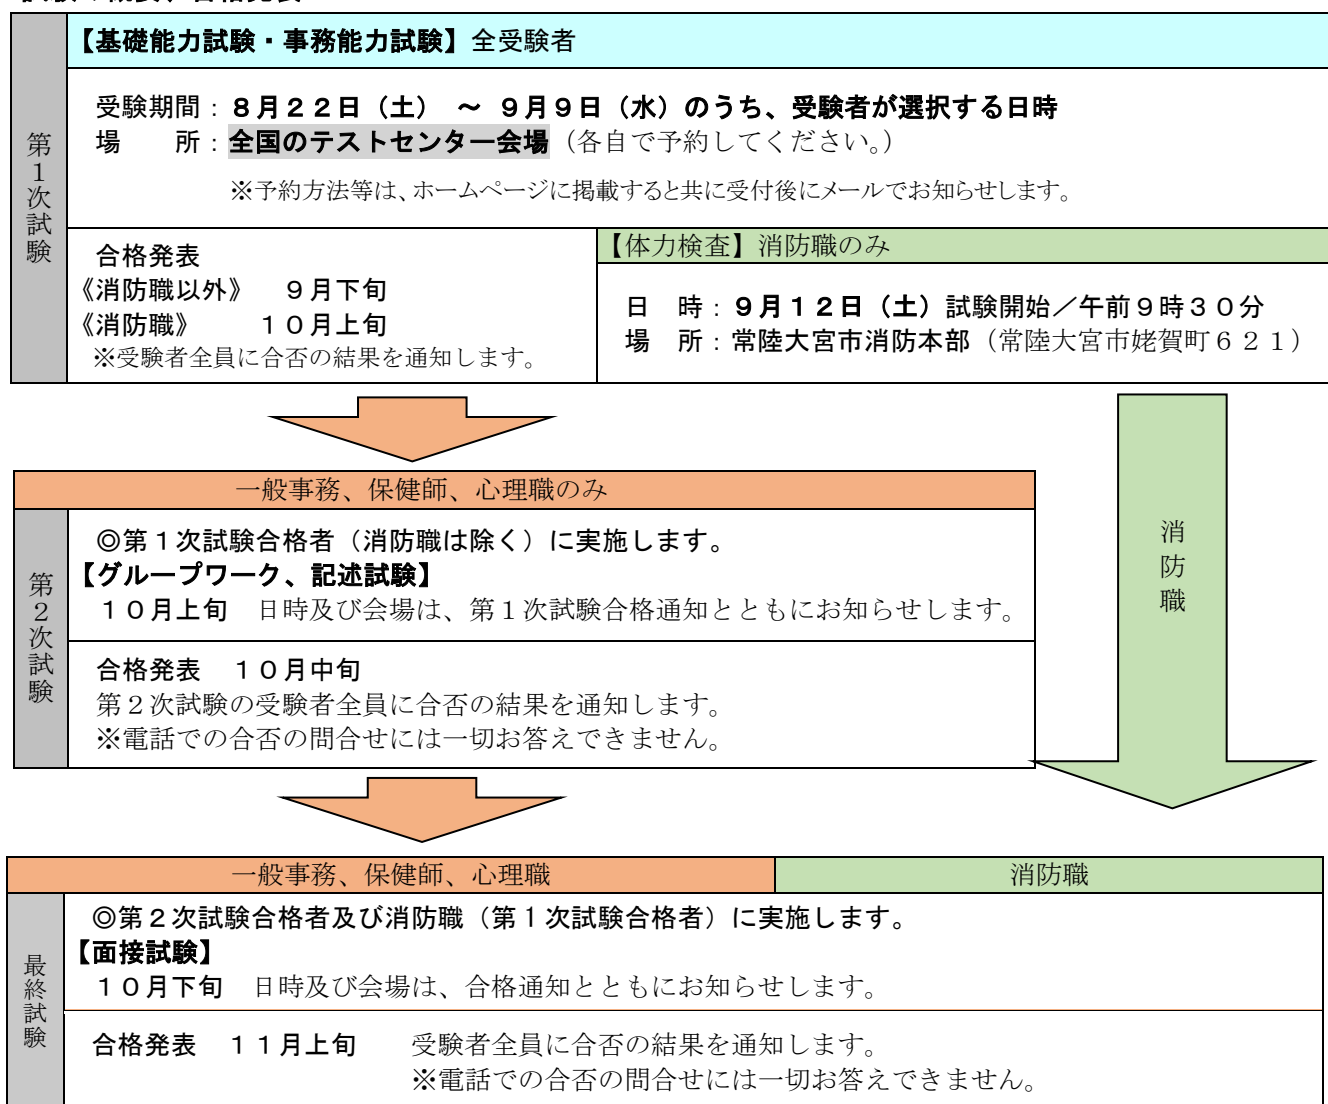 【基礎能力試験・事務能力試験】全受験者
第1次試験
受験期間：８月２２日（土） ～ ９月９日（水）のうち、受験者が選択する日時
場　　所：全国のテストセンター会場（各自で予約してください。）
※予約方法等は、ホームページに掲載すると共に受付後にメールでお知らせします。
合格発表
《消防職以外》　９月下旬
《消防職》　　１０月上旬
※受験者全員に合否の結果を通知します。
【体力検査】消防職のみ
日　時：９月１２日（土）試験開始／午前９時３０分
場　所：常陸大宮市消防本部（常陸大宮市姥賀町６２１）
一般事務、保健師、心理職のみ
第2次試験
◎第１次試験合格者（消防職は除く）に実施します。
【グループワーク、記述試験】
１０月上旬　日時及び会場は、第１次試験合格通知とともにお知らせします。
合格発表　１０月中旬
第２次試験の受験者全員に合否の結果を通知します。
※電話での合否の問合せには一切お答えできません。
消防職
一般事務、保健師、心理職
消防職
最終試験
◎第２次試験合格者及び消防職（第１次試験合格者）に実施します。
【面接試験】
１０月下旬　日時及び会場は、合格通知とともにお知らせします。
合格発表　１１月上旬　　受験者全員に合否の結果を通知します。
※電話での合否の問合せには一切お答えできません。